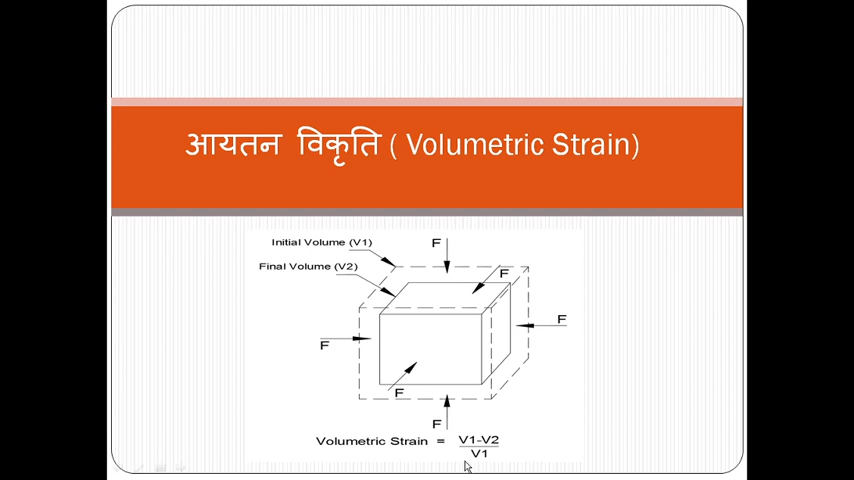 आयतन विकृति ( Volumetric Strain)
Initial Volume (V1)
F
Final Volume (V2)
F
F
F
F
F
Volumetric Strain = V1-V2
V1